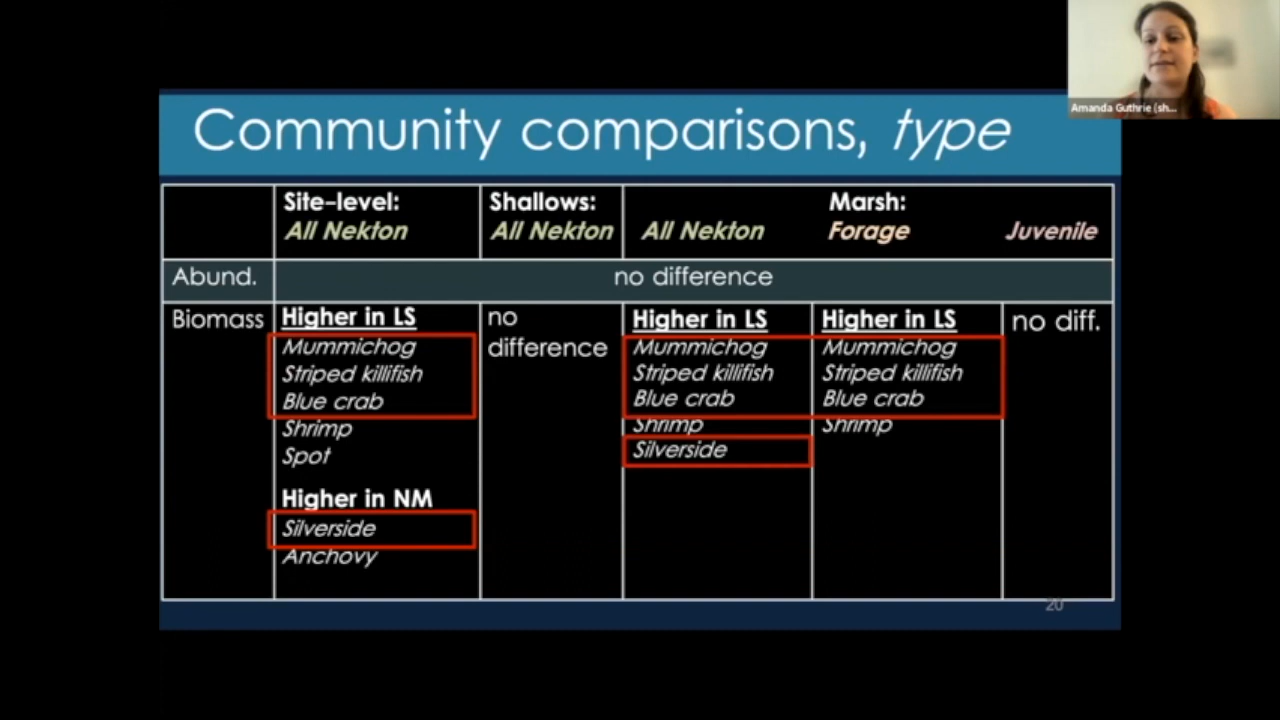 Amanda Guthrie (sh...
Community comparisons, type
Site-level:
All Nekton
Shallows:
All Nekton
Marsh:
All Nekton
Forage
Juvenile
Abund.
no difference
Biomass
Higher in LS
Mummichog
Striped killifish
Blue crab
Shrimp
Spot
Higher in NM
Silverside
Anchovy
no
difference
Higher in LS
Mummichog
Striped killifish
Blue crab
Shrimp
Silverside
Higher in LS
Mummichog
Striped killifish
Blue crab
Shrimp
no diff.
20